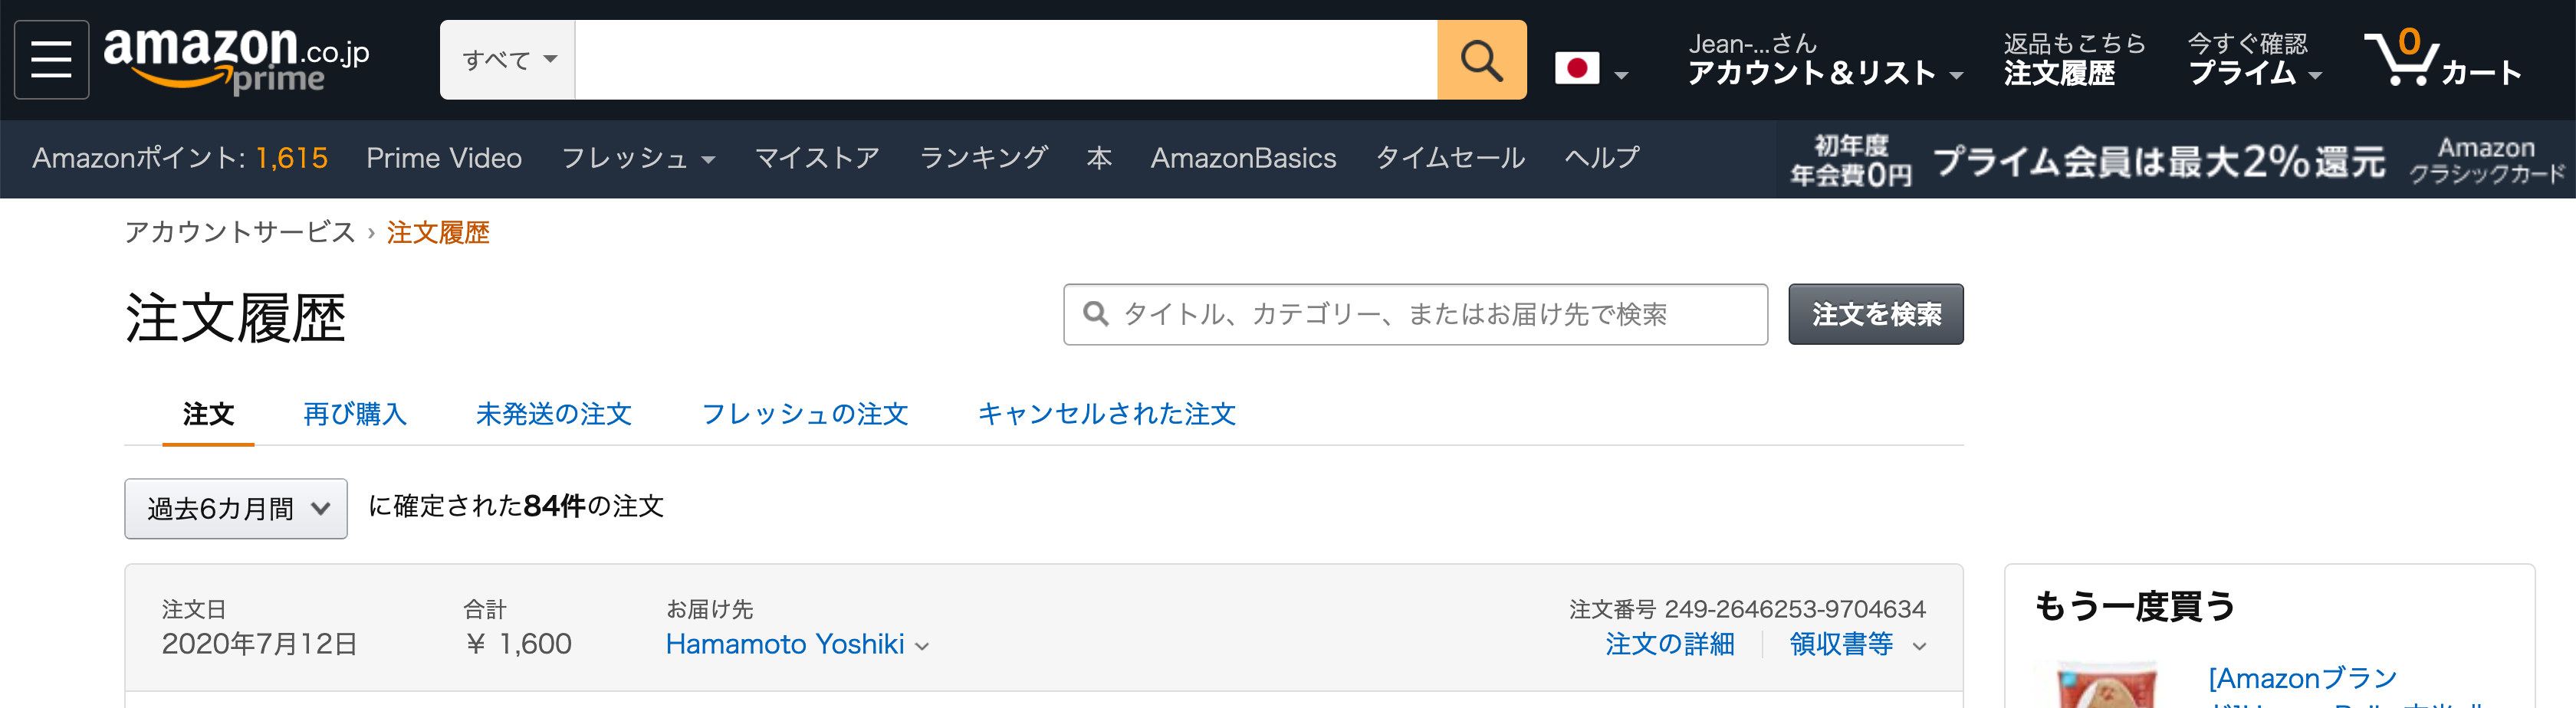 amazon.co.jp
prime
すべて
Jean-...さん
アカウント＆リスト
返品もこちら
注文履歴
今すぐ確認
プライム
0
カート
Amazonポイント: 1,615
Prime Video
フレッシュ
マイストア
ランキング
本
AmazonBasics
タイムセール
ヘルプ
初年度
年会費0円
プライム会員は最大2%還元
Amazon
クラシックカード
アカウントサービス › 注文履歴
注文履歴
タイトル、カテゴリー、またはお届け先で検索
注文を検索
注文
再び購入
未発送の注文
フレッシュの注文
キャンセルされた注文
過去6カ月間
に確定された84件の注文
注文日
2020年7月12日
合計
¥ 1,600
お届け先
Hamamoto Yoshiki
注文番号 249-2646253-9704634
注文の詳細
領収書等
もう一度買う
[Amazonブラン